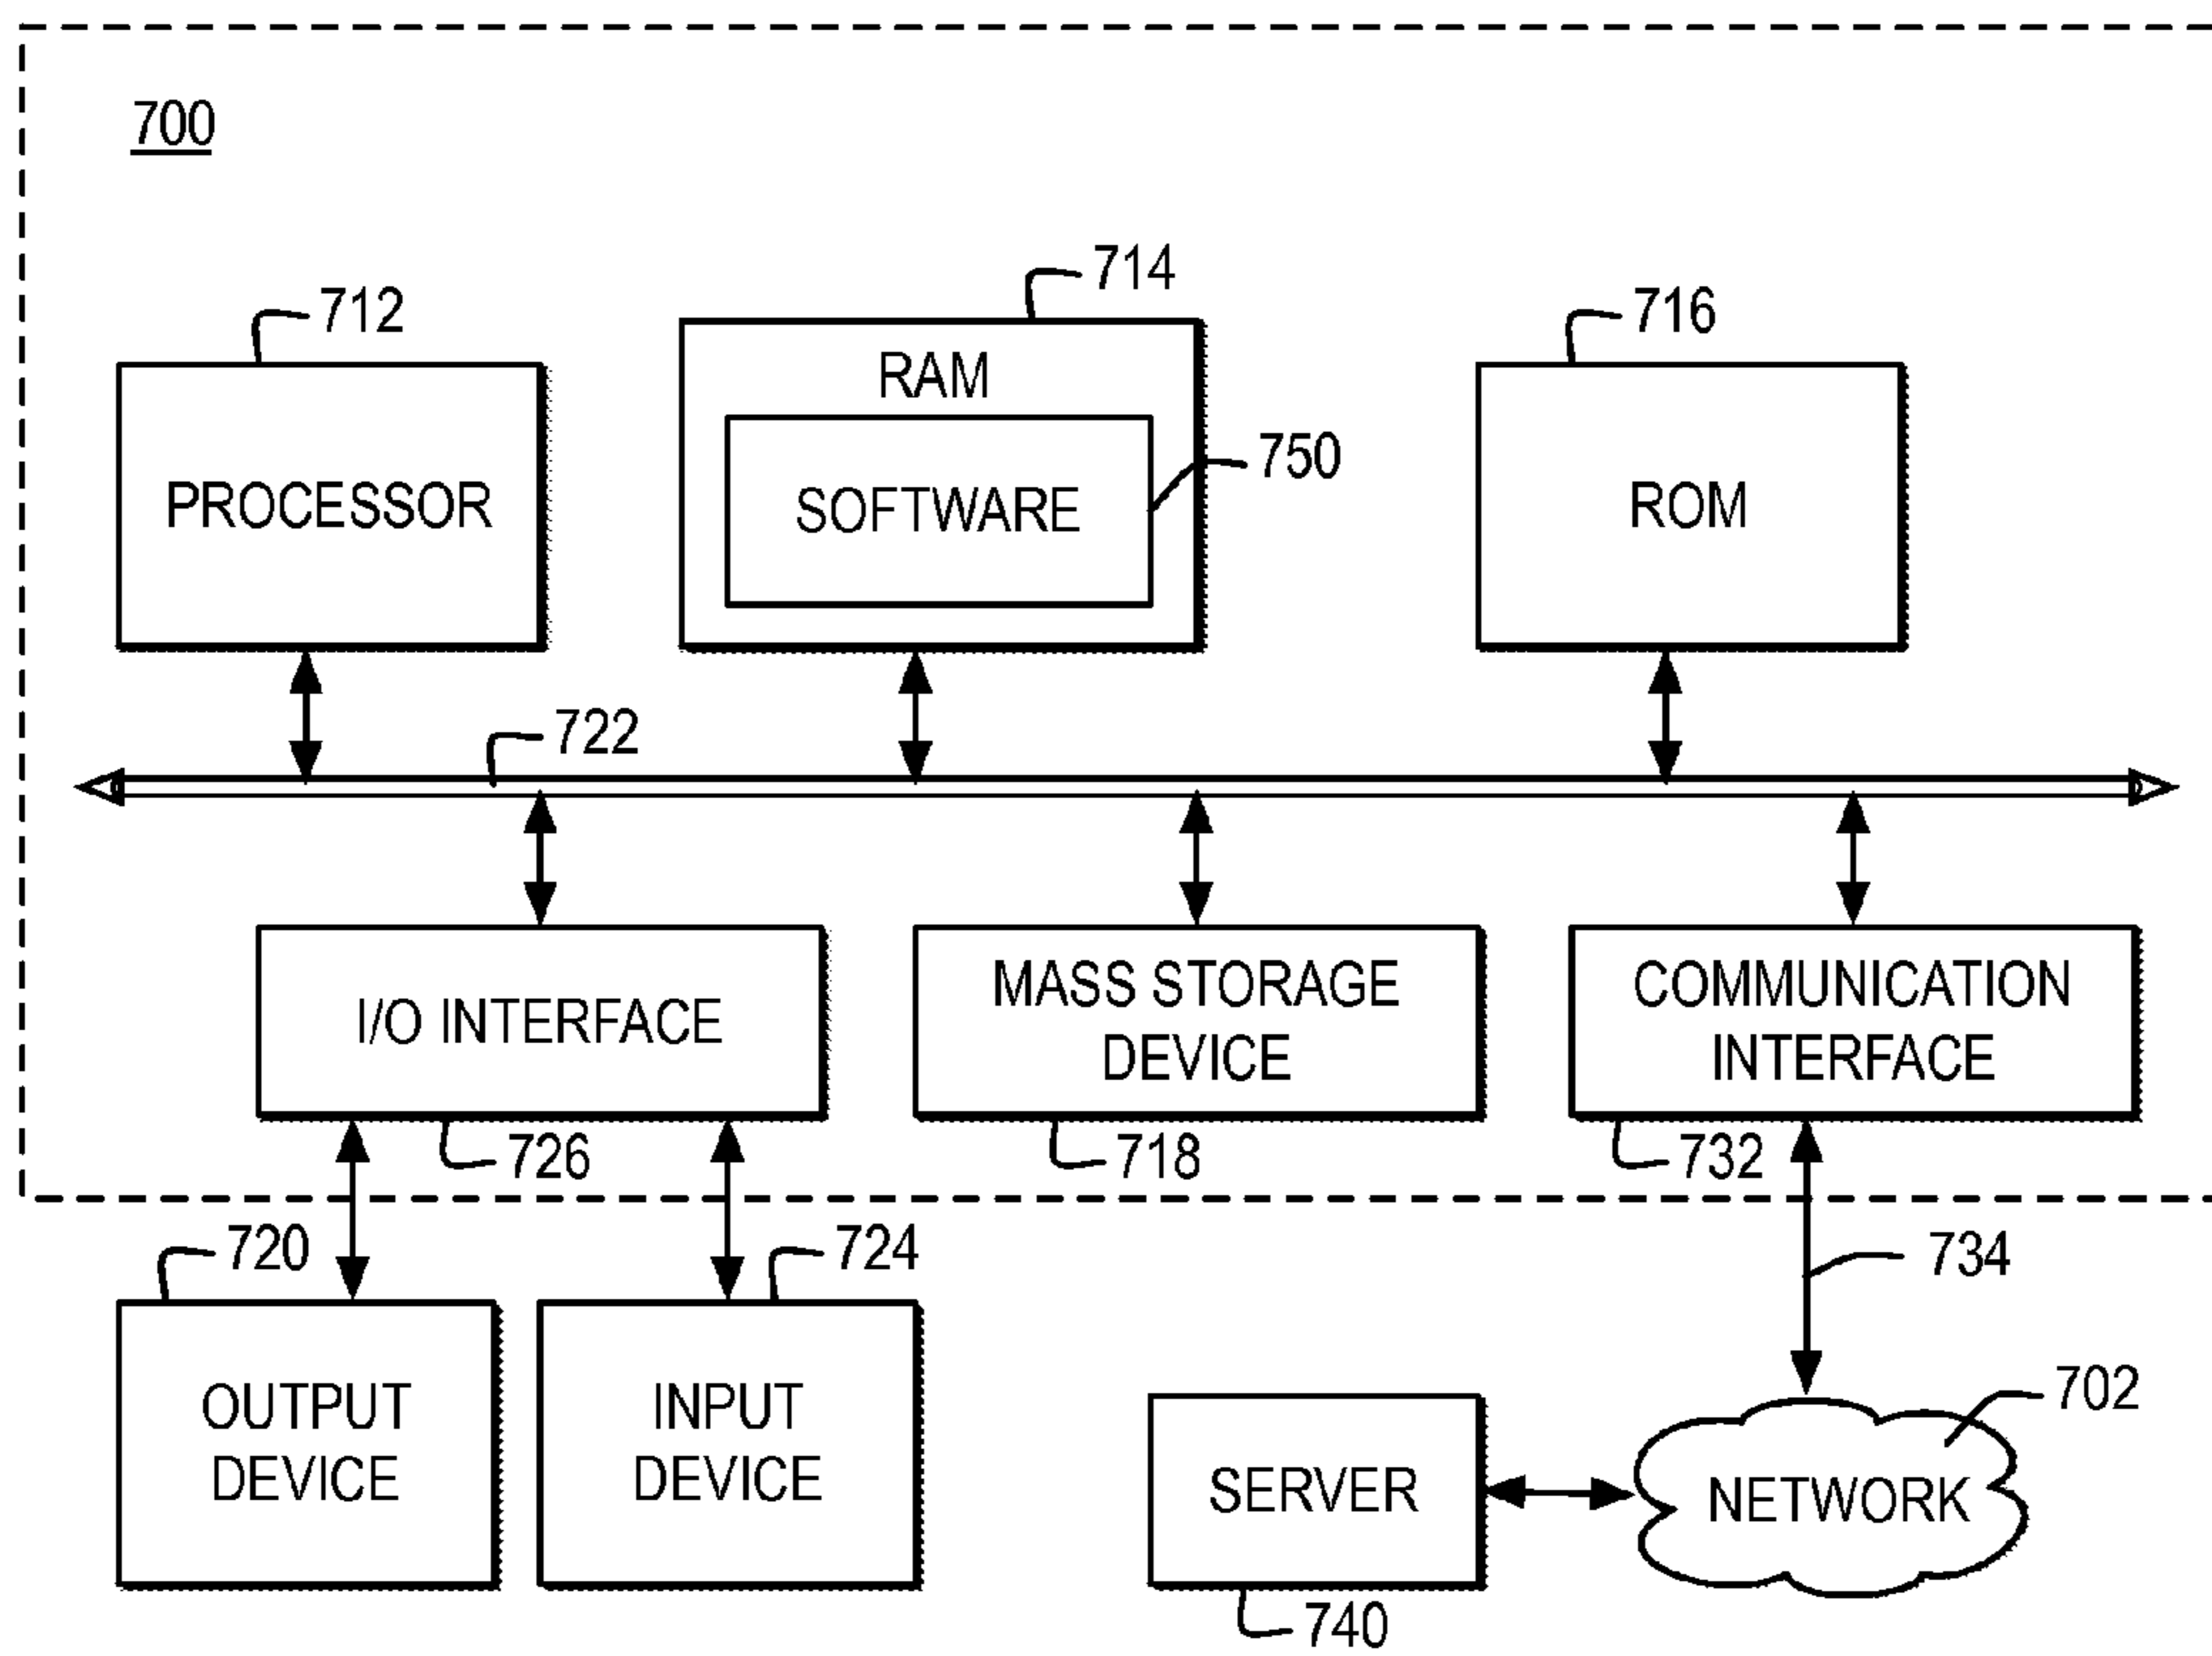 700
712
714
716
PROCESSOR
RAM
SOFTWARE
750
ROM
722
I/O INTERFACE
MASS STORAGE
DEVICE
COMMUNICATION
INTERFACE
726
718
732
720
724
734
OUTPUT
DEVICE
INPUT
DEVICE
SERVER
702
NETWORK
740